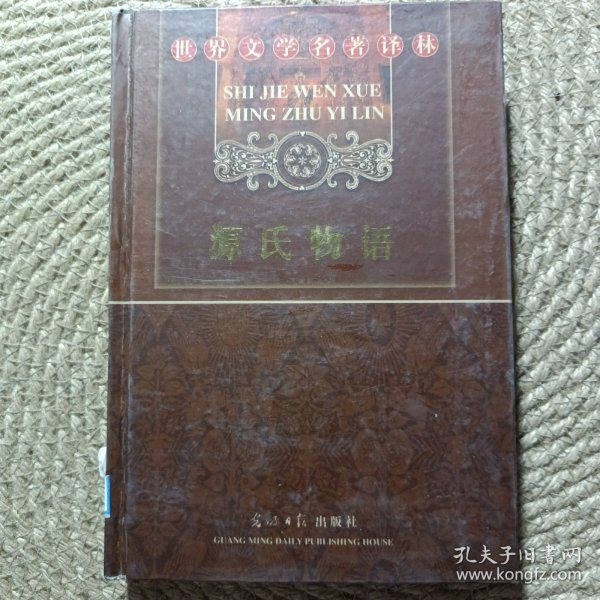 世界文学名著译林
SHI JIE WEN XUE
MING ZHU YI LIN
源氏物语
光明日报出版社
GUANG MING DAILY PUBLISHING HOUSE
孔夫子旧书网
www.kongfz.com